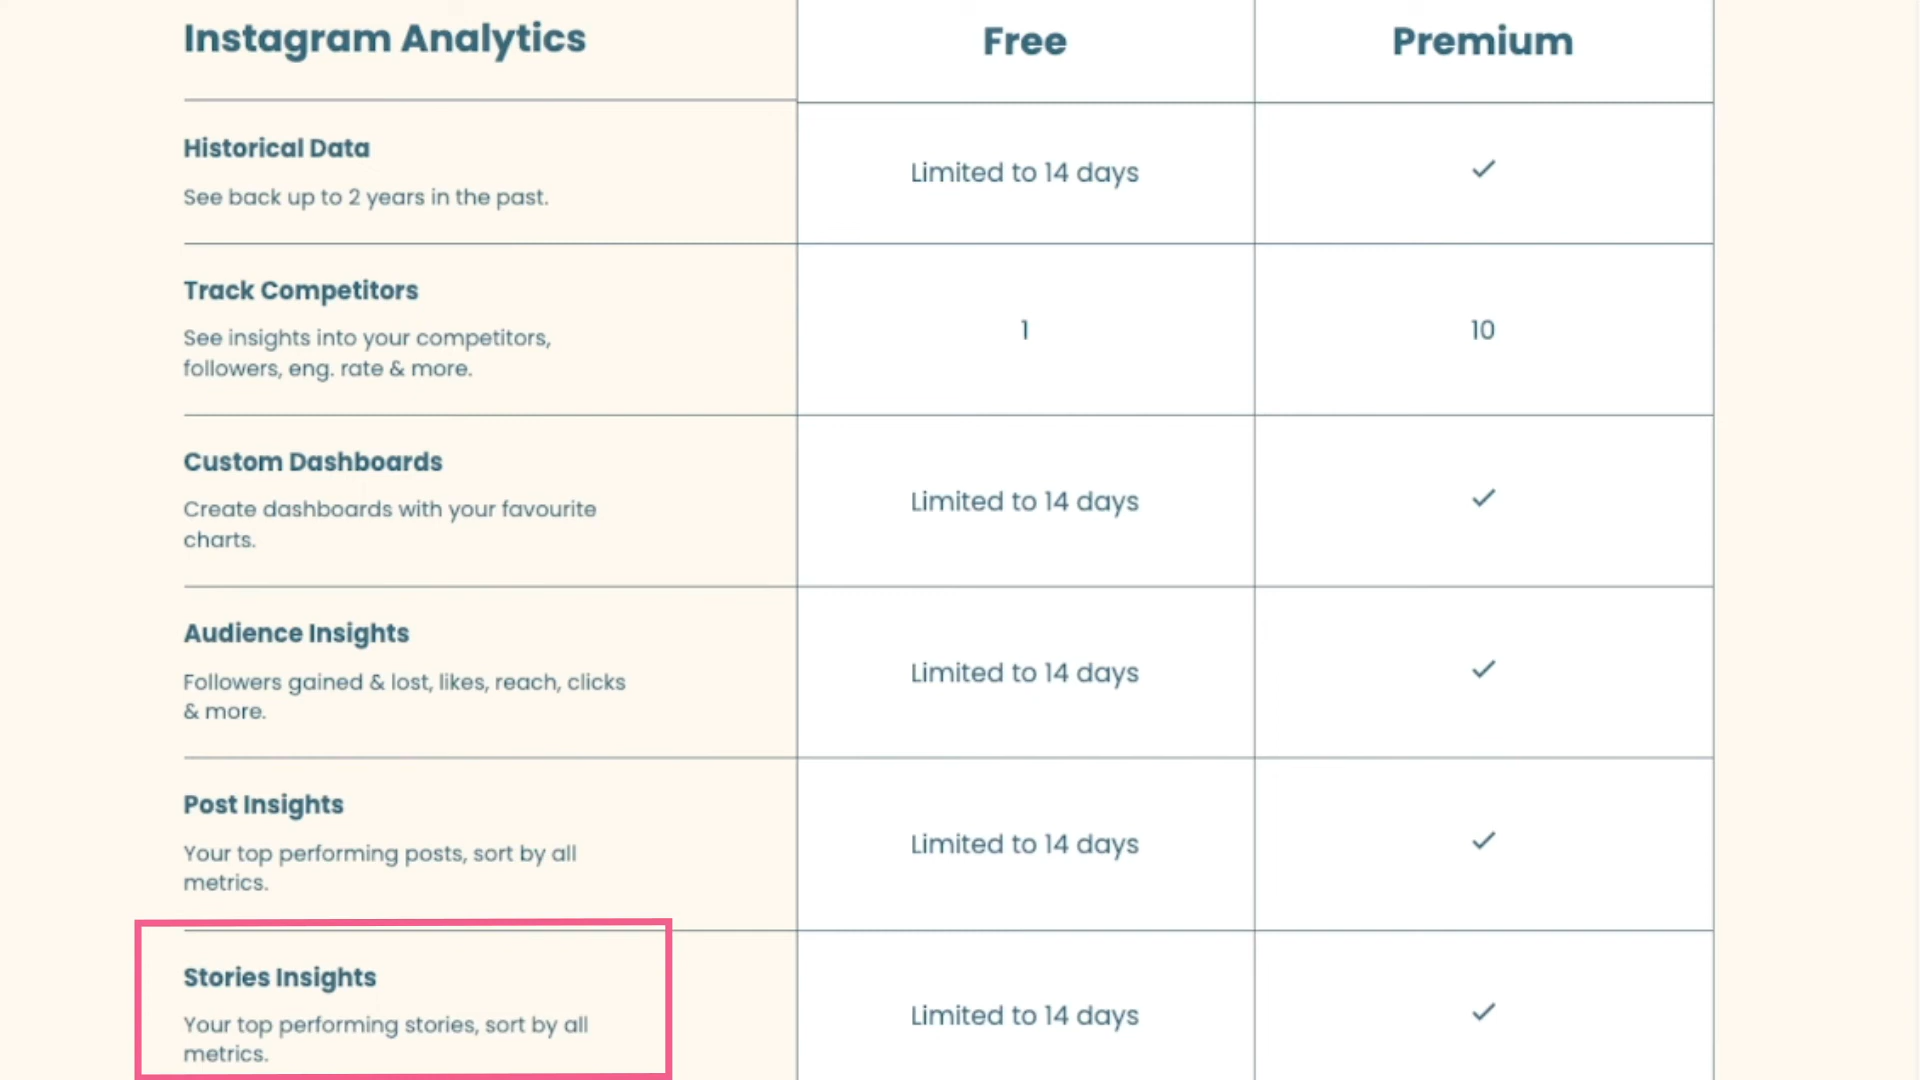 Instagram Analytics
Free
Premium
Historical Data
See back up to 2 years in the past.
Limited to 14 days
✓
Track Competitors
See insights into your competitors,
followers, eng. rate & more.
1
10
Custom Dashboards
Create dashboards with your favourite
charts.
Limited to 14 days
✓
Audience Insights
Followers gained & lost, likes, reach, clicks
& more.
Limited to 14 days
✓
Post Insights
Your top performing posts, sort by all
metrics.
Limited to 14 days
✓
Stories Insights
Your top performing stories, sort by all
metrics.
Limited to 14 days
✓